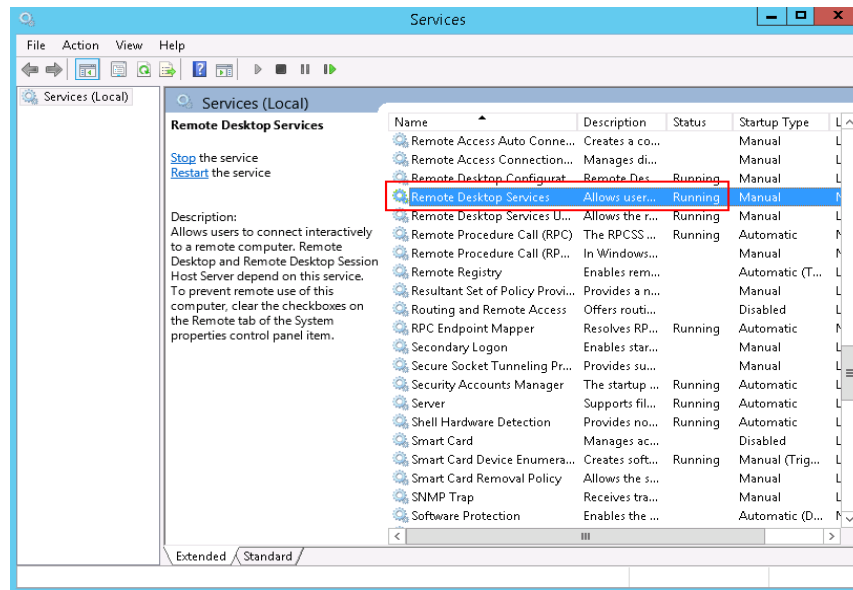 Services
File Action View Help
Services (Local)
Services (Local)
Remote Desktop Services
Stop the service
Restart the service
Description:
Allows users to connect interactively
to a remote computer. Remote
Desktop and Remote Desktop Session
Host Server depend on this service.
To prevent remote use of this
computer, clear the checkboxes on
the Remote tab of the System
properties control panel item.
Name Description Status Startup Type L
Remote Access Auto Conne... Creates a co... Manual L
Remote Access Connection... Manages di... Manual L
Remote Desktop Configurat... Remote Des... Running Manual L
Remote Desktop Services Allows user... Running Manual N
Remote Desktop Services U... Allows the r... Running Manual L
Remote Procedure Call (RPC) The RPCSS ... Running Automatic N
Remote Procedure Call (RP... In Windows... Manual N
Remote Registry Enables rem... Automatic (T... L
Resultant Set of Policy Provi... Provides a n... Manual L
Routing and Remote Access Offers routi... Disabled L
RPC Endpoint Mapper Resolves RP... Running Automatic N
Secondary Logon Enables star... Manual L
Secure Socket Tunneling Pr... Provides su... Manual L
Security Accounts Manager The startup ... Running Automatic L
Server Supports fil... Running Automatic L
Shell Hardware Detection Provides no... Running Automatic L
Smart Card Manages ac... Disabled L
Smart Card Device Enumera... Creates soft... Running Manual (Trig... L
Smart Card Removal Policy Allows the s... Manual L
SNMP Trap Receives tra... Manual L
Software Protection Enables the ... Automatic (D... N
Extended Standard